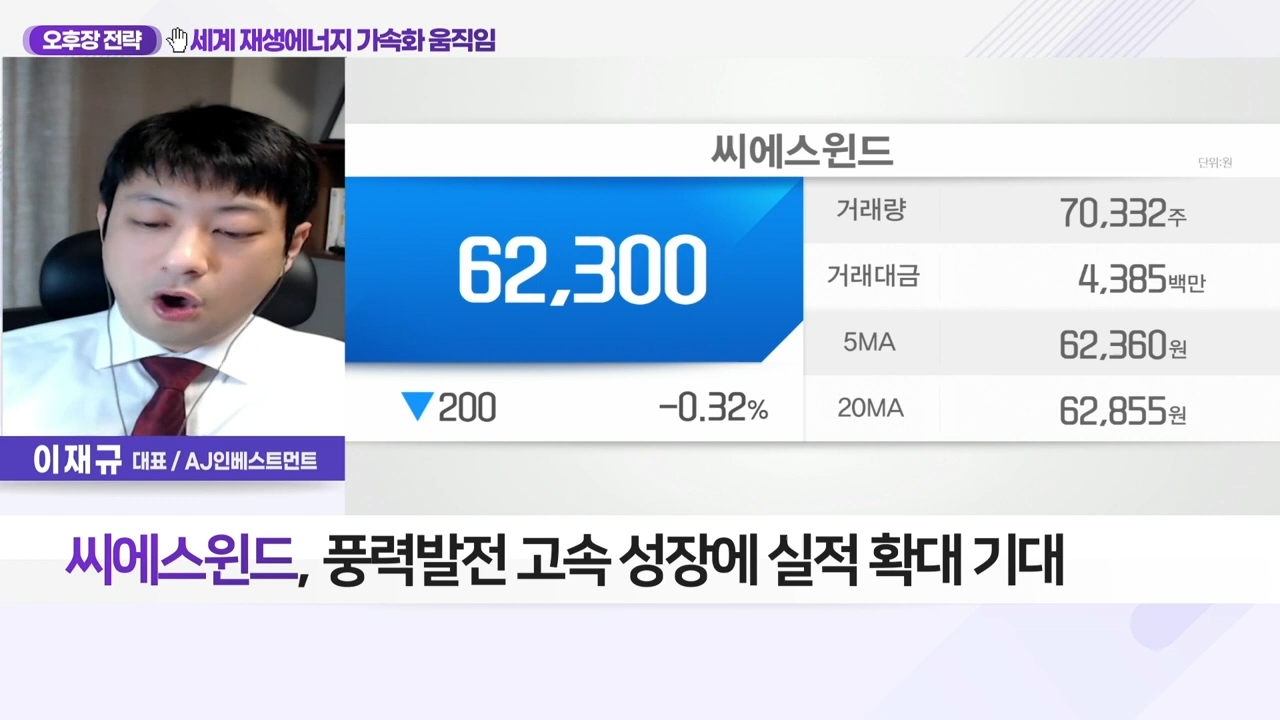 오후장 전략 세계 재생에너지 가속화 움직임
씨에스윈드
단위:원
62,300
▼200 -0.32%
거래량 70,332주
거래대금 4,385백만
5MA 62,360원
20MA 62,855원
이재규 대표 / AJ인베스트먼트
씨에스윈드, 풍력발전 고속 성장에 실적 확대 기대